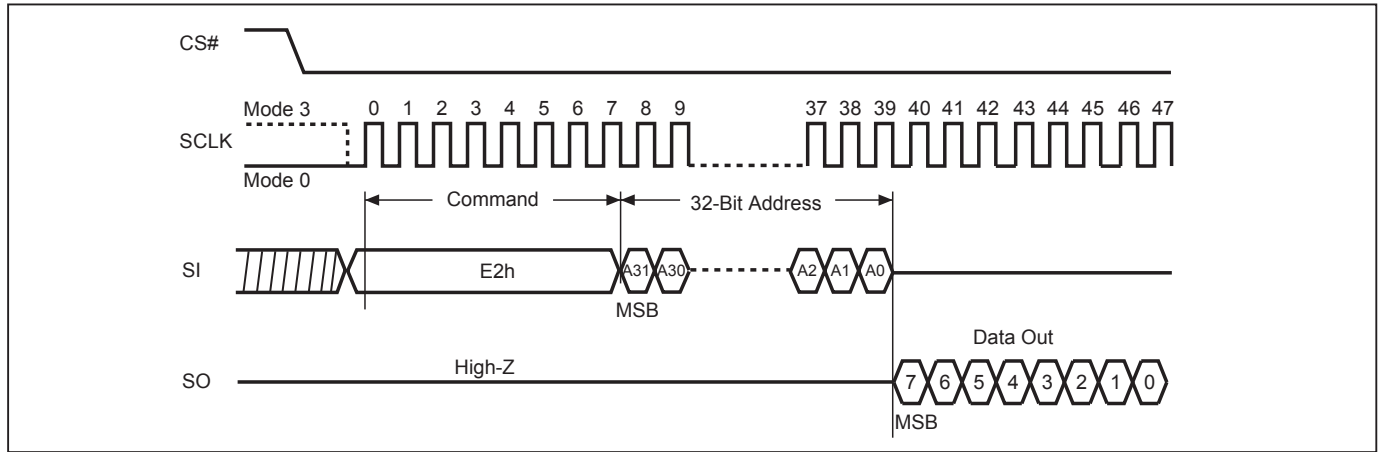 CS#
Mode 3
0 1 2 3 4 5 6 7 8 9 37 38 39 40 41 42 43 44 45 46 47
SCLK
Mode 0
Command
32-Bit Address
SI
E2h
A31 A30 A2 A1 A0
MSB
Data Out
High-Z
SO
7 6 5 4 3 2 1 0
MSB